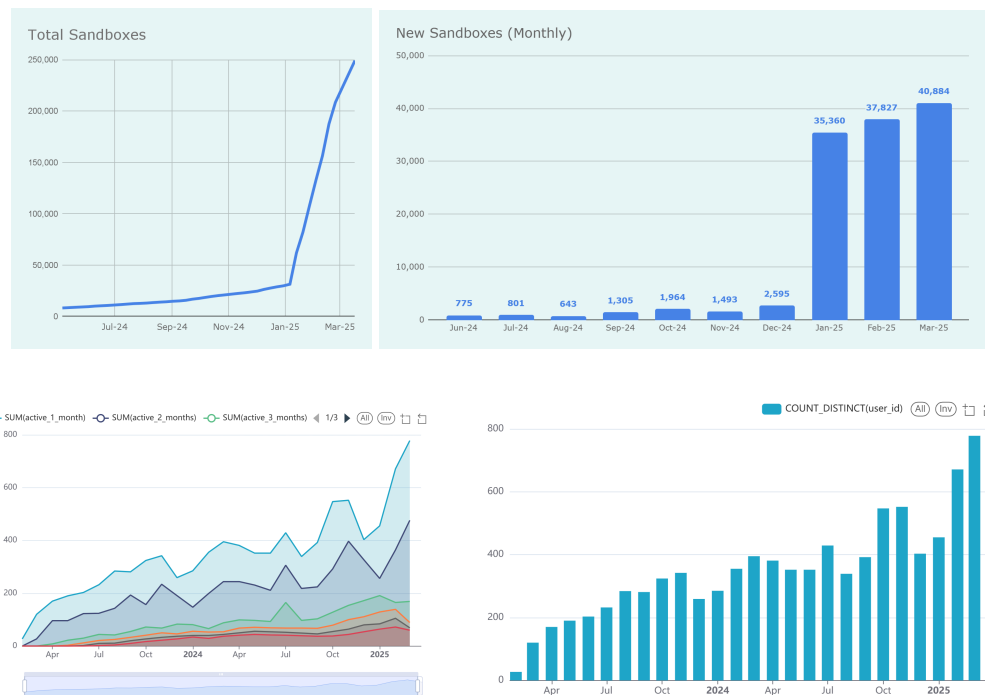 Total Sandboxes
250,000
200,000
150,000
100,000
50,000
0
Jul-24 Sep-24 Nov-24 Jan-25 Mar-25
New Sandboxes (Monthly)
50,000
40,000
30,000
20,000
10,000
0
775 801 643 1,305 1,964 1,493 2,595 35,360 37,827 40,884
Jun-24 Jul-24 Aug-24 Sep-24 Oct-24 Nov-24 Dec-24 Jan-25 Feb-25 Mar-25
SUM(active_1_month) SUM(active_2_months) SUM(active_3_months) 1/3 All Inv
800
600
400
200
0
Apr Jul Oct 2024 Apr Jul Oct 2025
COUNT_DISTINCT(user_id) All Inv
800
600
400
200
0
Apr Jul Oct 2024 Apr Jul Oct 2025